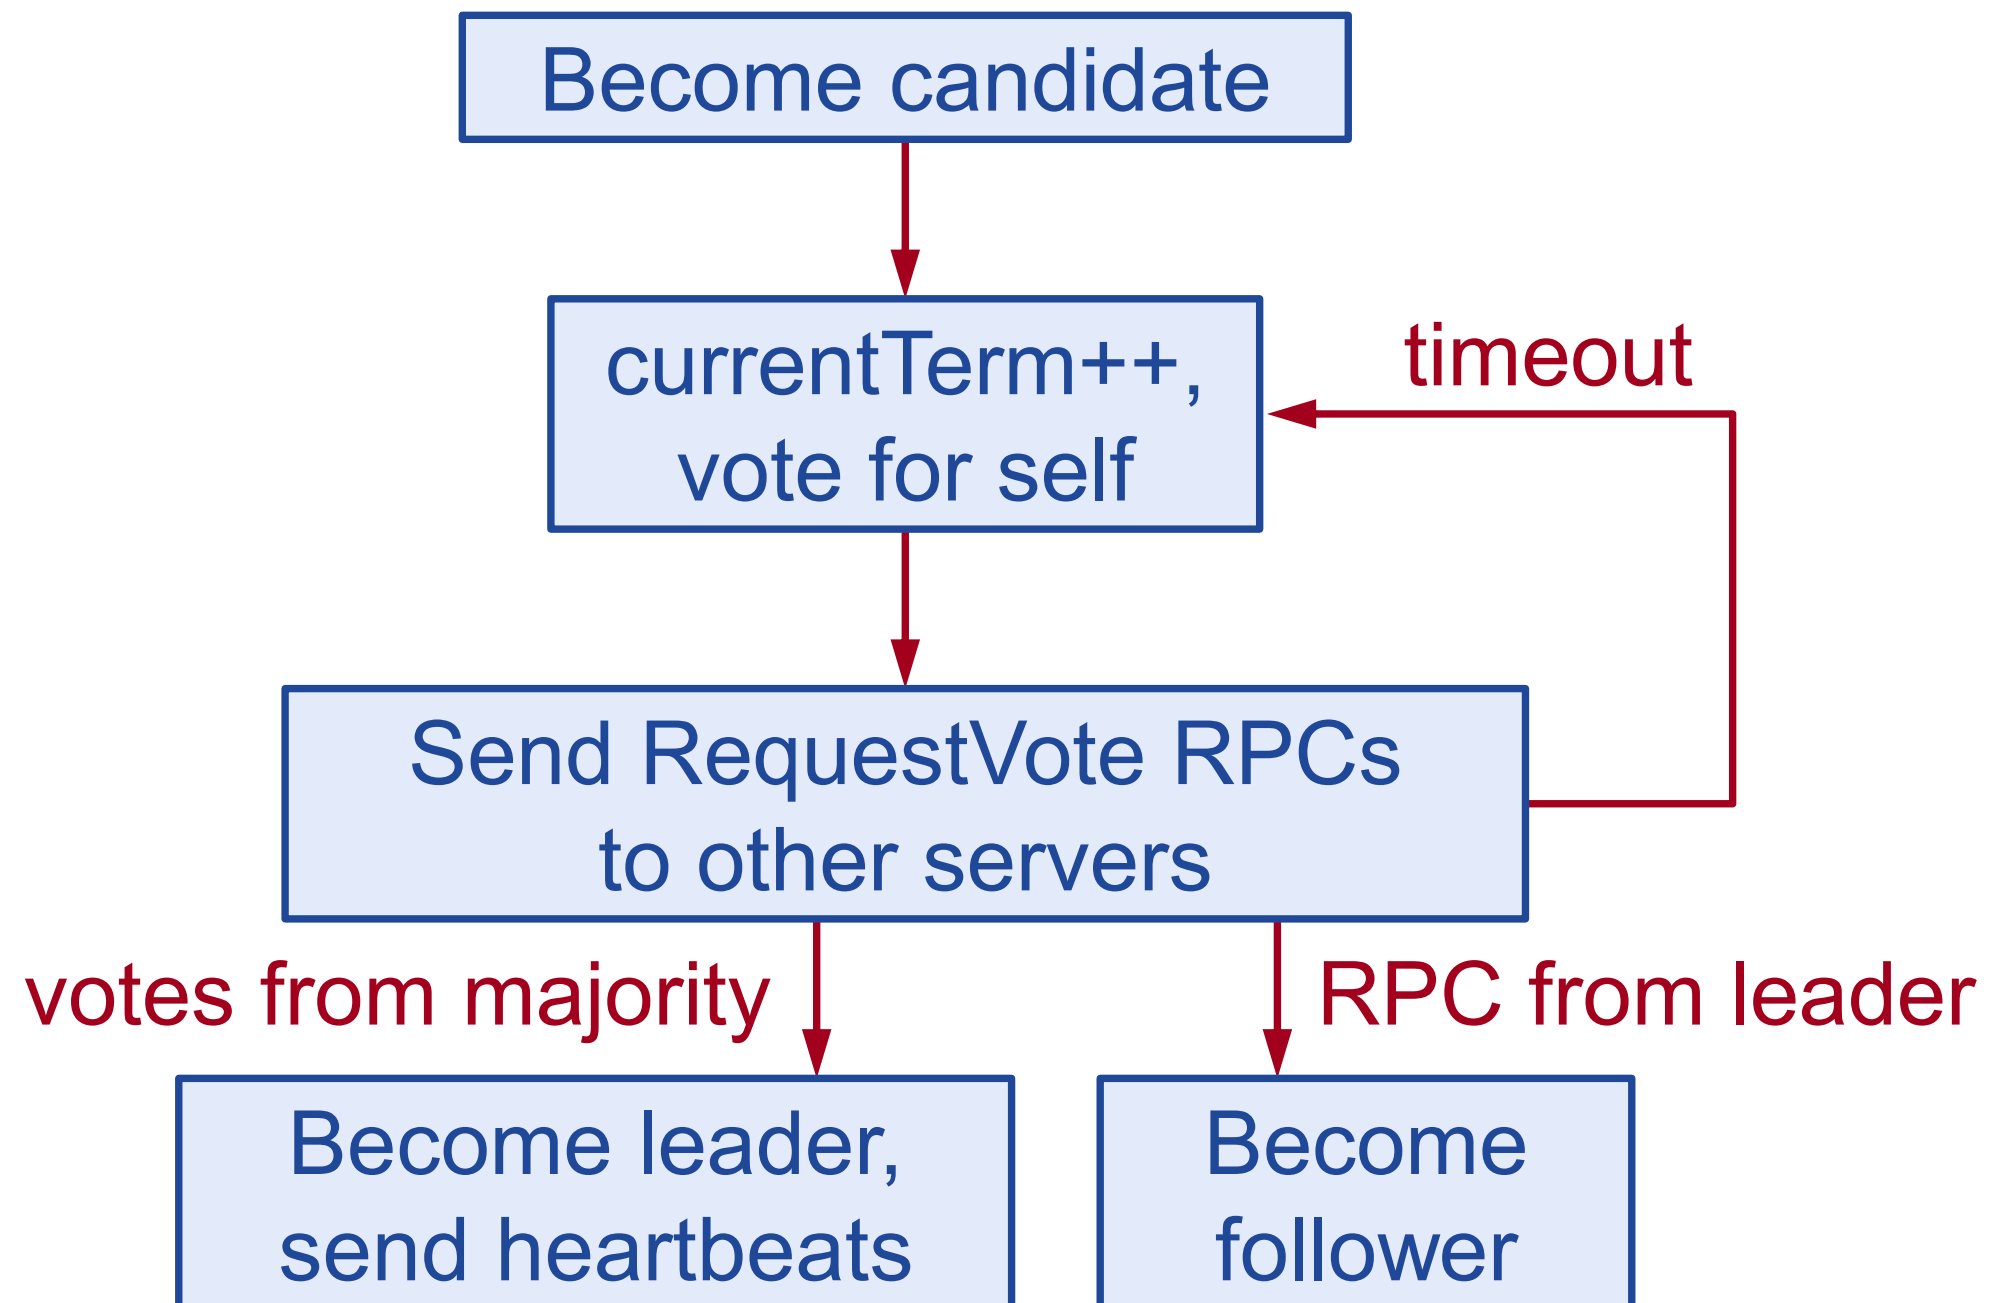 Become candidate
currentTerm++,
vote for self
timeout
Send RequestVote RPCs
to other servers
votes from majority
RPC from leader
Become leader,
send heartbeats
Become
follower